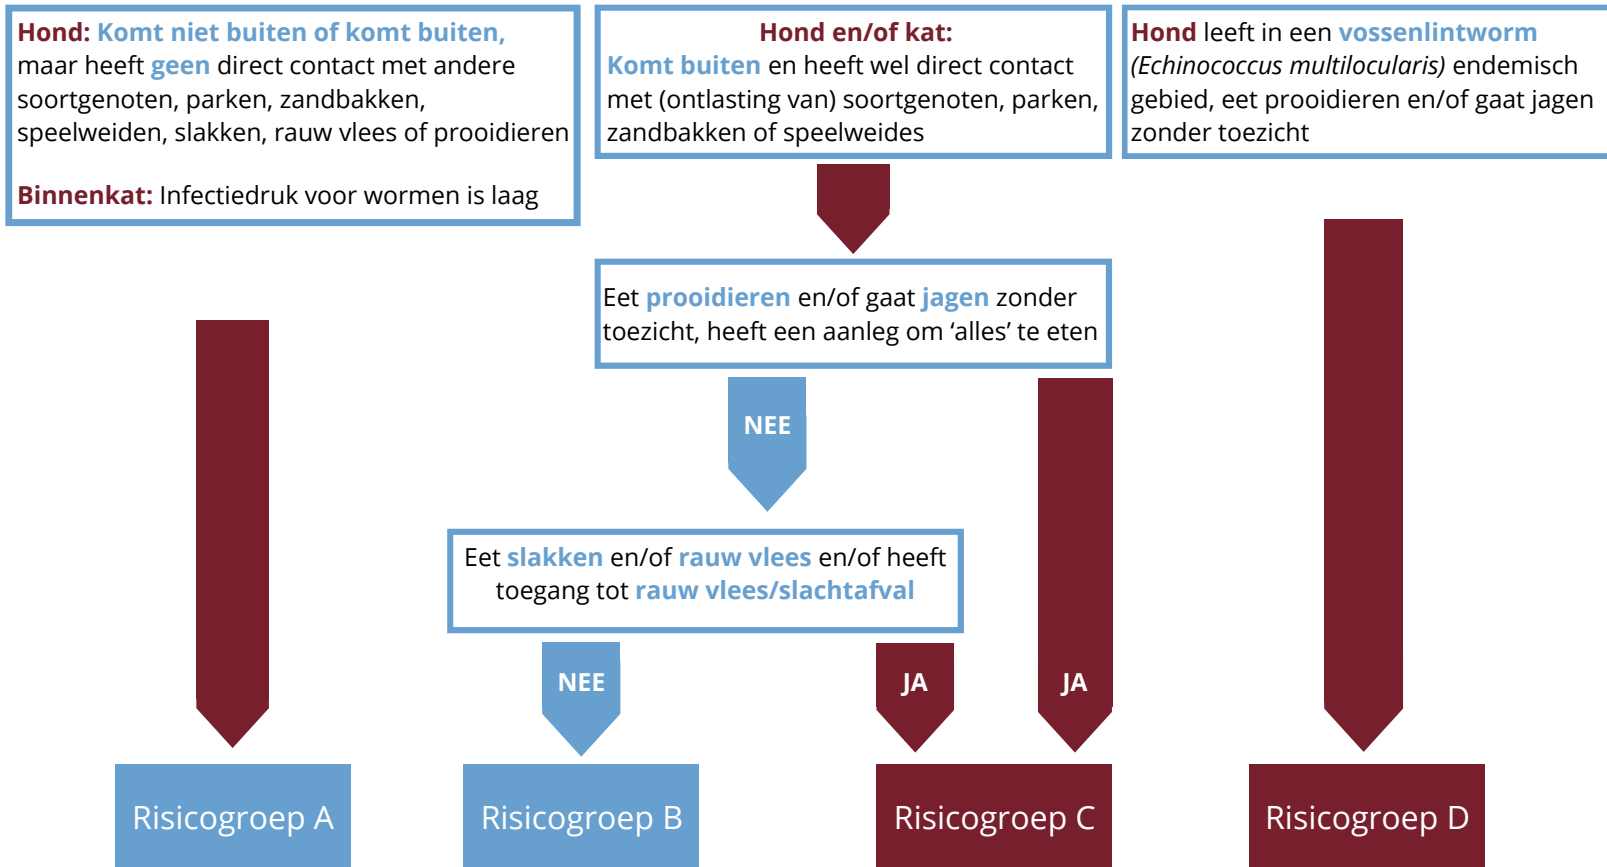 Hond: Komt niet buiten of komt buiten,
maar heeft geen direct contact met andere
soortgenoten, parken, zandbakken,
speelweiden, slakken, rauw vlees of prooidieren
Binnenkat: Infectiedruk voor wormen is laag
Hond en/of kat:
Komt buiten en heeft wel direct contact
met (ontlasting van) soortgenoten, parken,
zandbakken of speelweides
Hond leeft in een vossenlintworm
(Echinococcus multilocularis) endemisch
gebied, eet prooidieren en/of gaat jagen
zonder toezicht
Eet prooidieren en/of gaat jagen zonder
toezicht, heeft een aanleg om ‘alles’ te eten
NEE
Eet slakken en/of rauw vlees en/of heeft
toegang tot rauw vlees/slachtafval
NEE
JA
JA
Risicogroep A
Risicogroep B
Risicogroep C
Risicogroep D